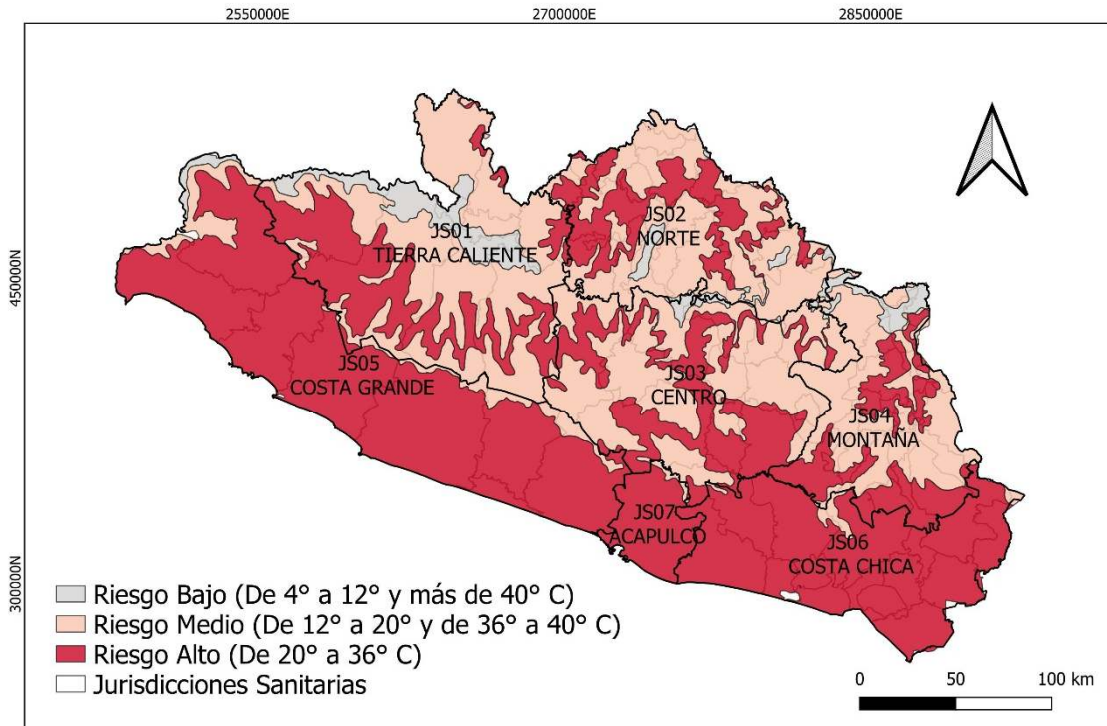 2550000E
2700000E
2850000E
450000N
300000N
JS01
TIERRA CALIENTE
JS02
NORTE
JS05
COSTA GRANDE
JS03
CENTRO
JS04
MONTAÑA
JS07
ACAPULCO
JS06
COSTA CHICA
Riesgo Bajo (De 4° a 12° y más de 40° C)
Riesgo Medio (De 12° a 20° y de 36° a 40° C)
Riesgo Alto (De 20° a 36° C)
Jurisdicciones Sanitarias
0 50 100 km